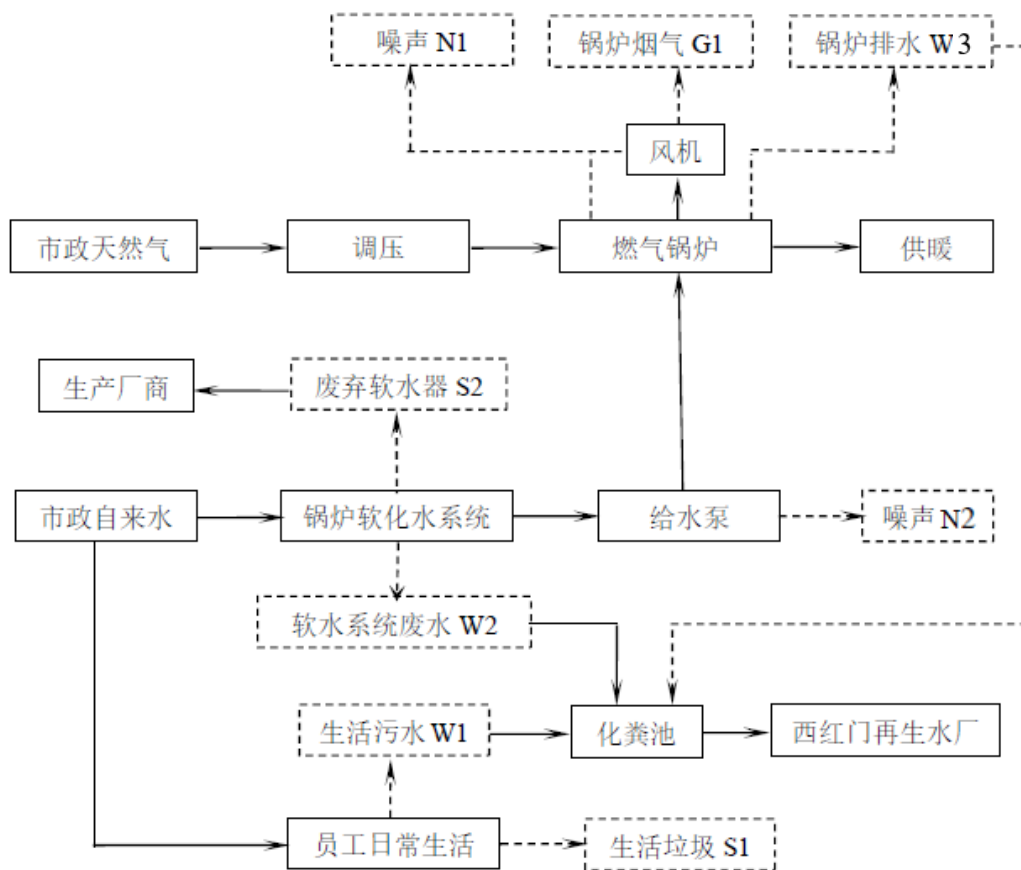 噪声 N1
锅炉烟气 G1
锅炉排水 W3
风机
市政天然气
调压
燃气锅炉
供暖
生产厂商
废弃软水器 S2
市政自来水
锅炉软化水系统
给水泵
噪声 N2
软水系统废水 W2
生活污水 W1
化粪池
西红门再生水厂
员工日常生活
生活垃圾 S1